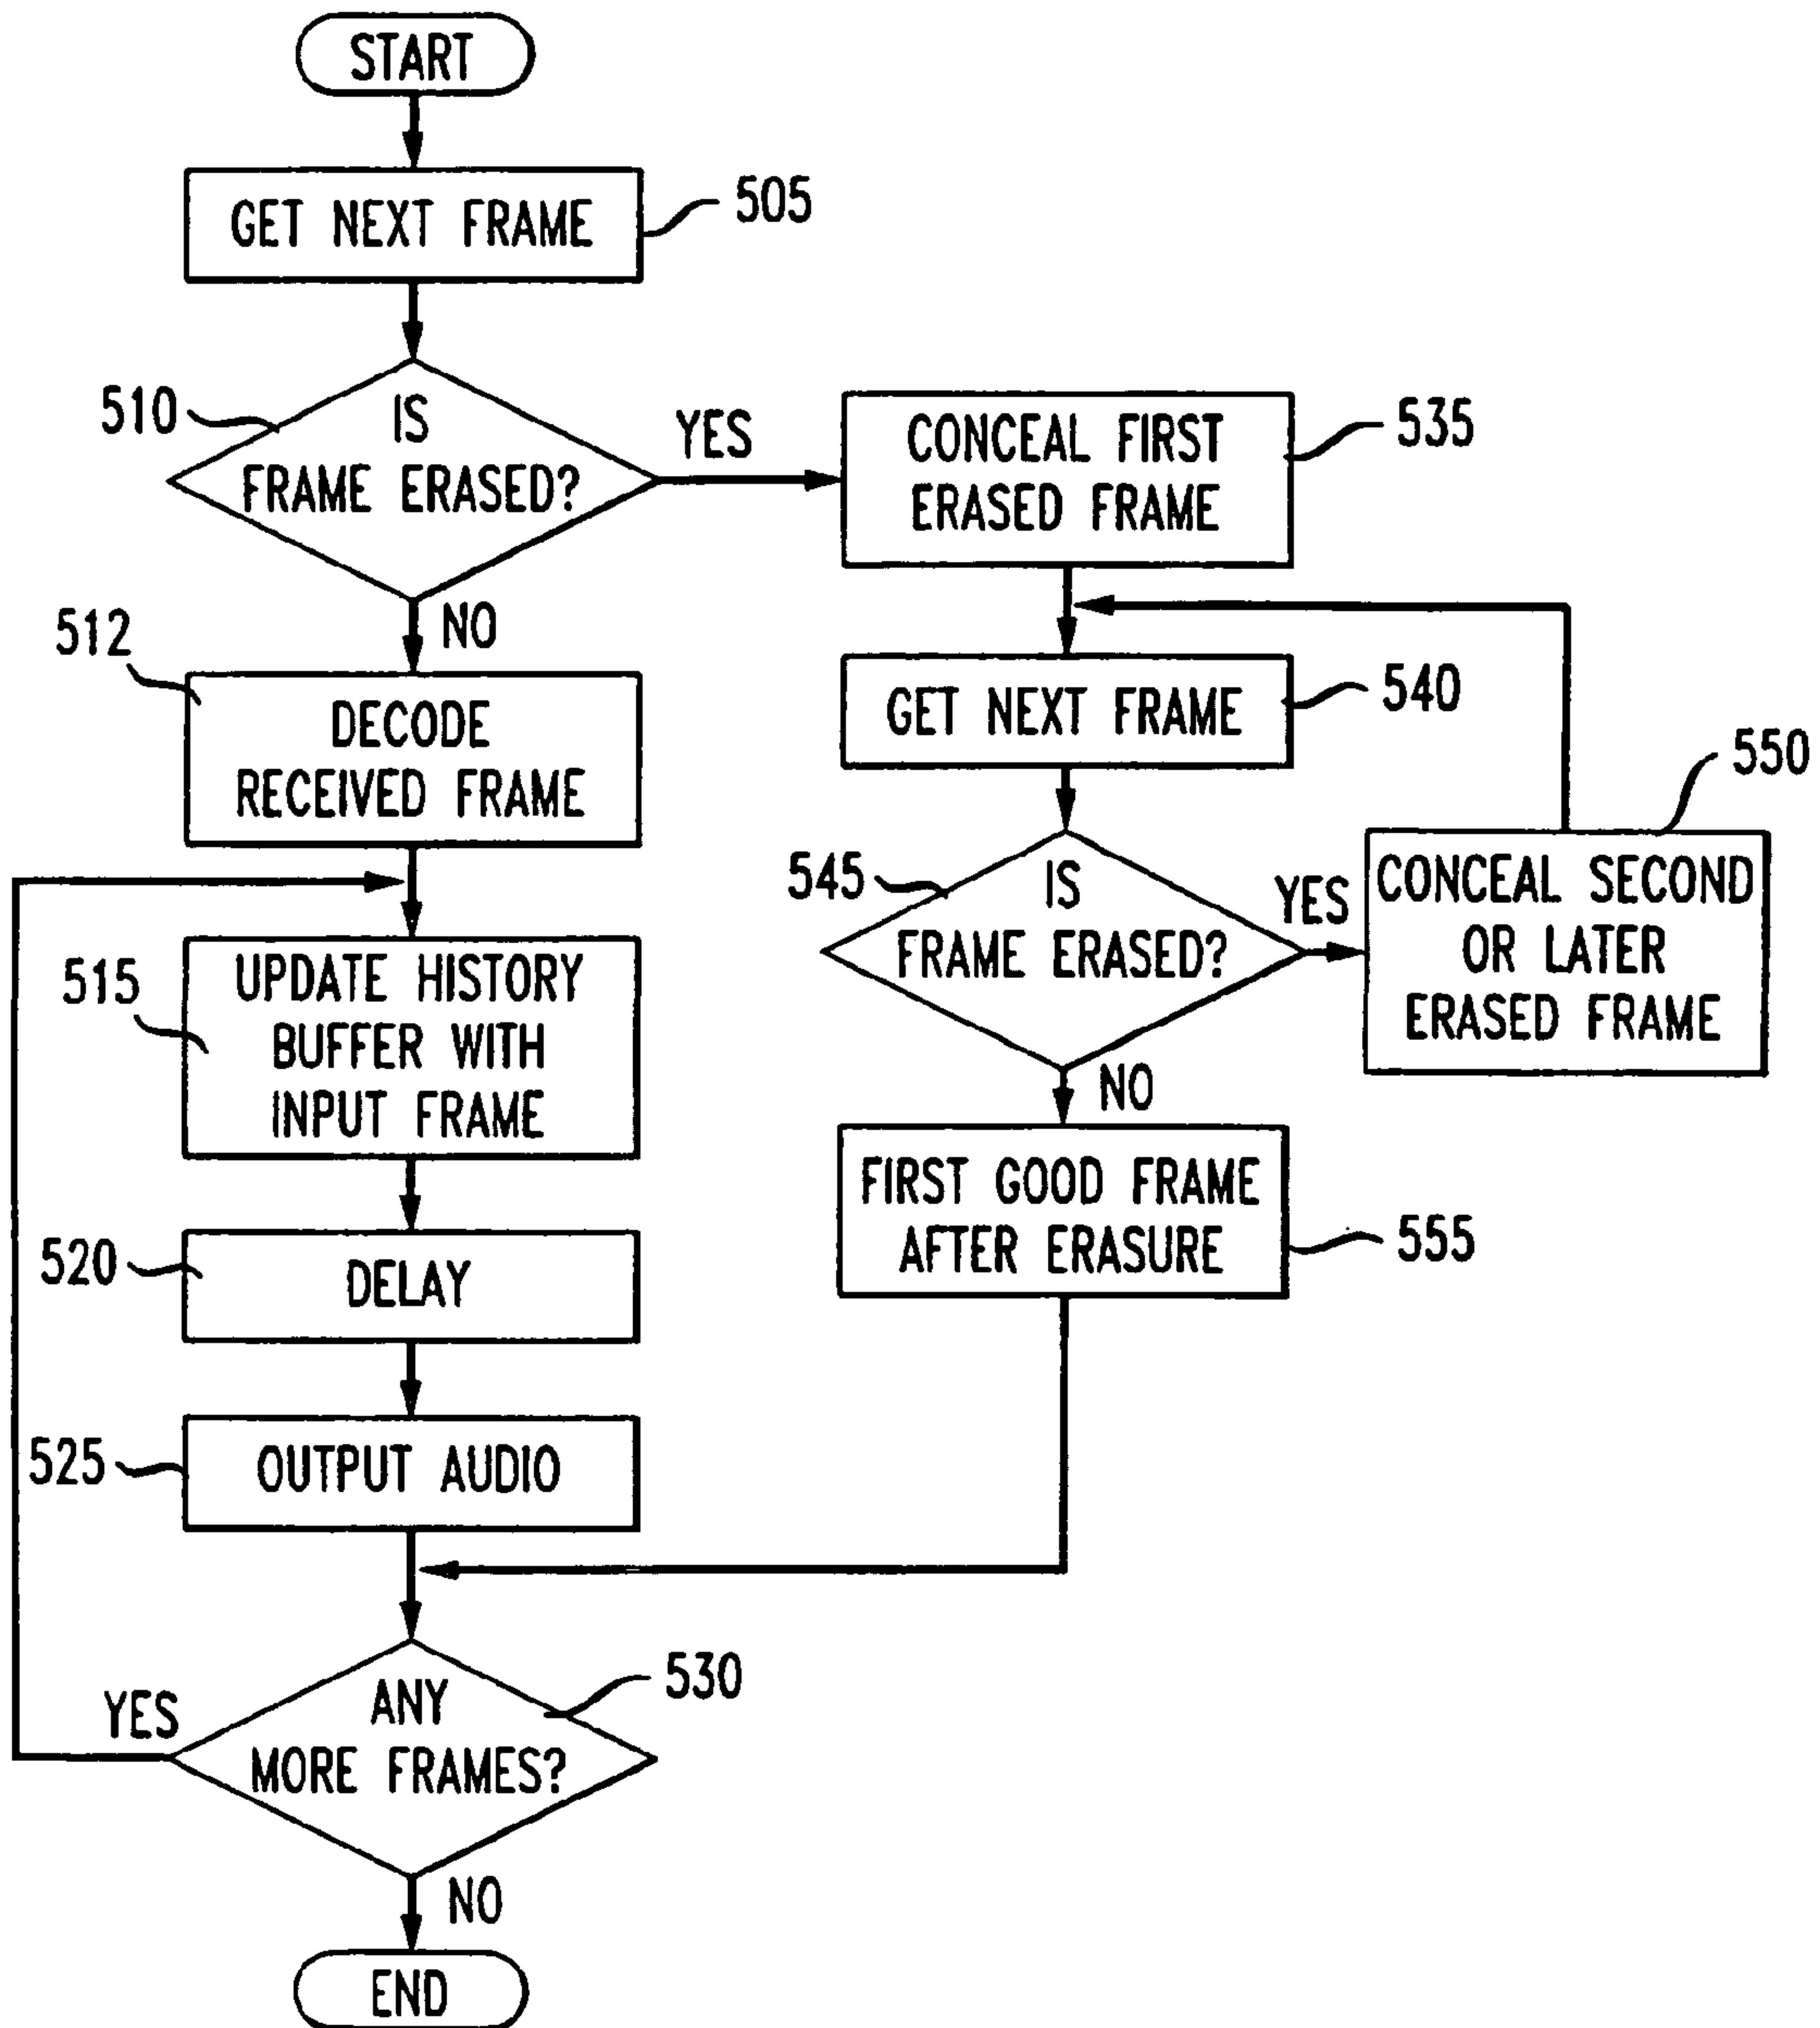 START
GET NEXT FRAME
505
510
IS
FRAME ERASED?
YES
NO
CONCEAL FIRST
ERASED FRAME
535
512
DECODE
RECEIVED FRAME
GET NEXT FRAME
540
550
545
IS
FRAME ERASED?
YES
NO
CONCEAL SECOND
OR LATER
ERASED FRAME
515
UPDATE HISTORY
BUFFER WITH
INPUT FRAME
FIRST GOOD FRAME
AFTER ERASURE
555
520
DELAY
525
OUTPUT AUDIO
530
YES
ANY
MORE FRAMES?
NO
END